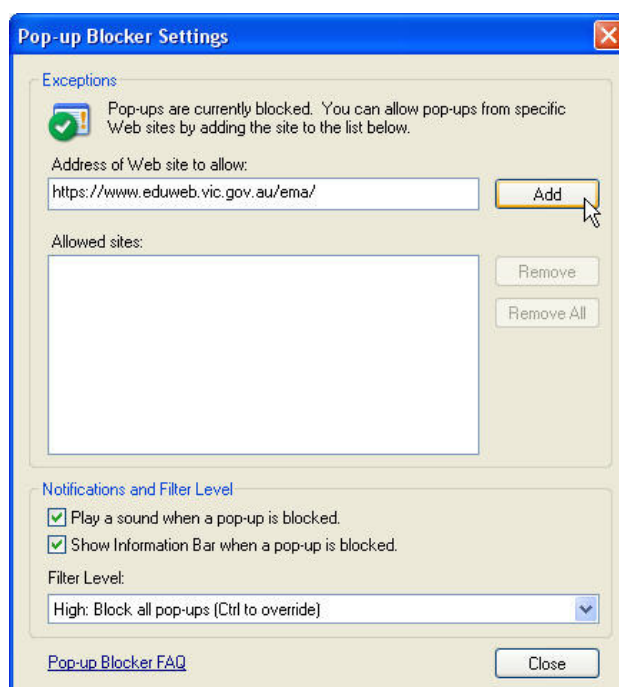 Pop-up Blocker Settings
Exceptions
Pop-ups are currently blocked. You can allow pop-ups from specific
Web sites by adding the site to the list below.
Address of Web site to allow:
https://www.eduweb.vic.gov.au/ema/
Add
Allowed sites:
Remove
Remove All
Notifications and Filter Level
Play a sound when a pop-up is blocked.
Show Information Bar when a pop-up is blocked.
Filter Level:
High: Block all pop-ups (Ctrl to override)
Pop-up Blocker FAQ
Close